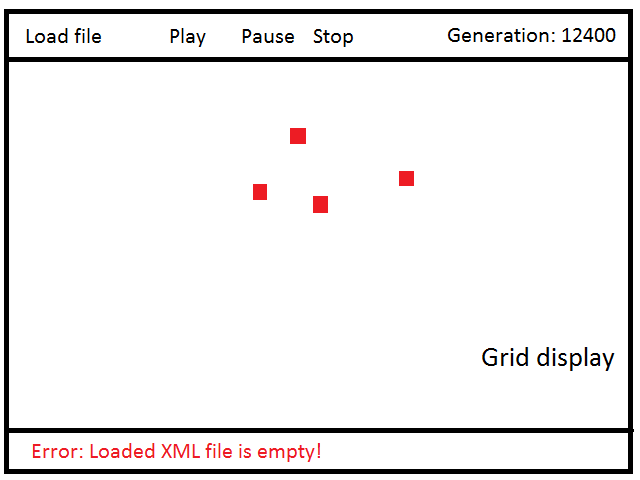 Load file Play Pause Stop Generation: 12400
Grid display
Error: Loaded XML file is empty!